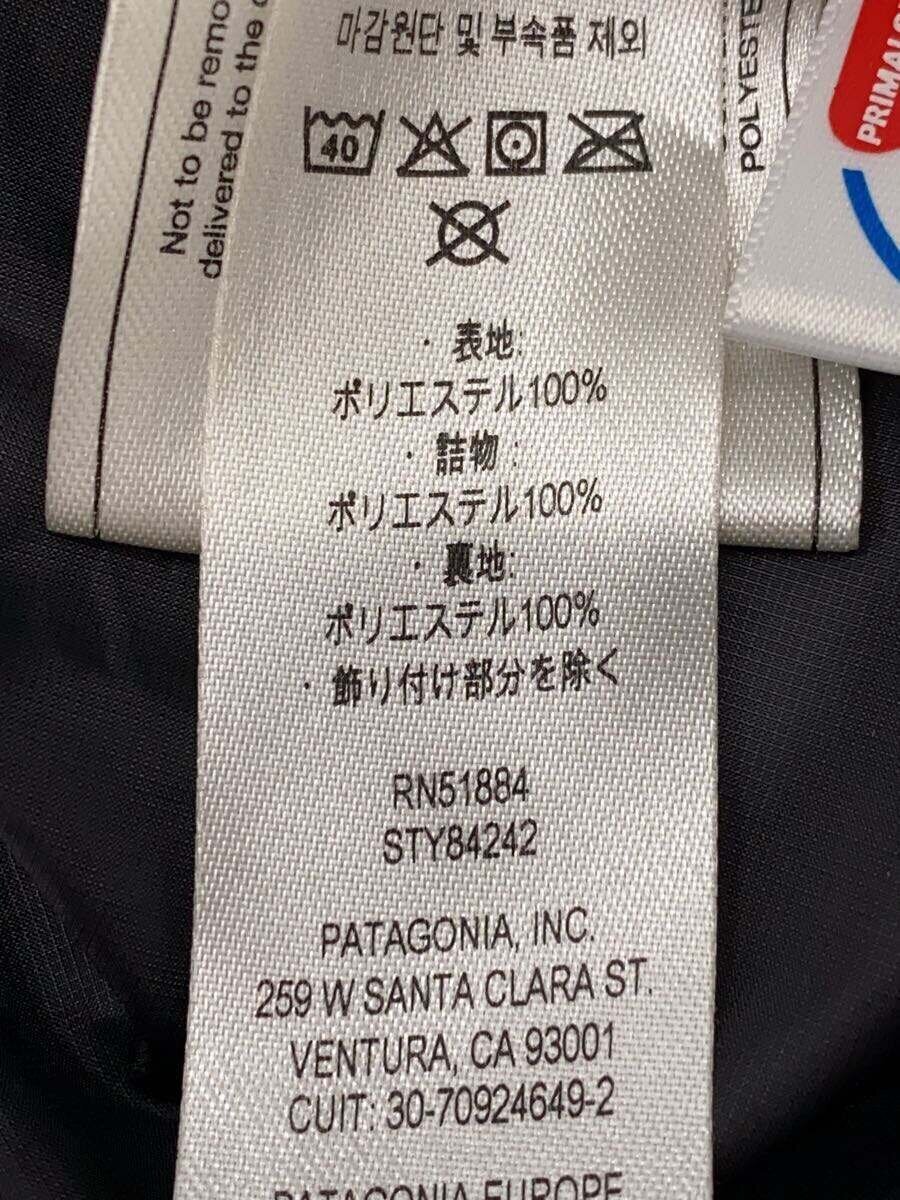 마감원단 및 부속품 제외
40
・表地:
ポリエステル100%
・詰物:
ポリエステル100%
・裏地:
ポリエステル100%
・飾り付け部分を除く
RN51884
STY84242
PATAGONIA, INC.
259 W SANTA CLARA ST.
VENTURA, CA 93001
CUIT: 30-70924649-2
PATAGONIA EUROPE
Not to be
delivered to the